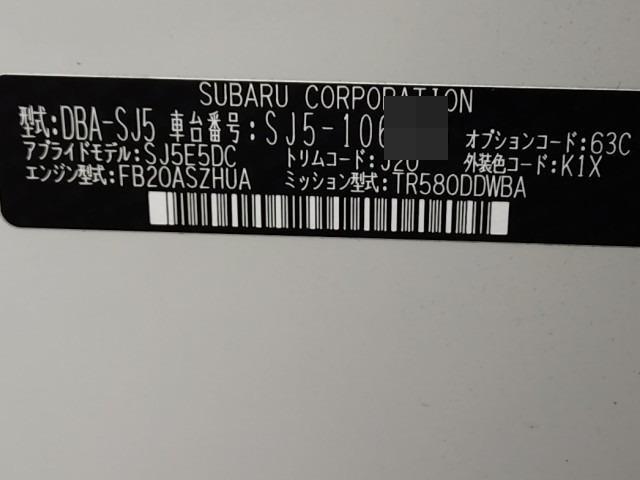 SUBARU CORPORATION
型式:DBA-SJ5 車台番号:SJ5-106 オプションコード:63C
アプライドモデル:SJ5E5DC トリムコード:J20 外装色コード:K1X
エンジン型式:FB20ASZHUA ミッション型式:TR580DDWBA